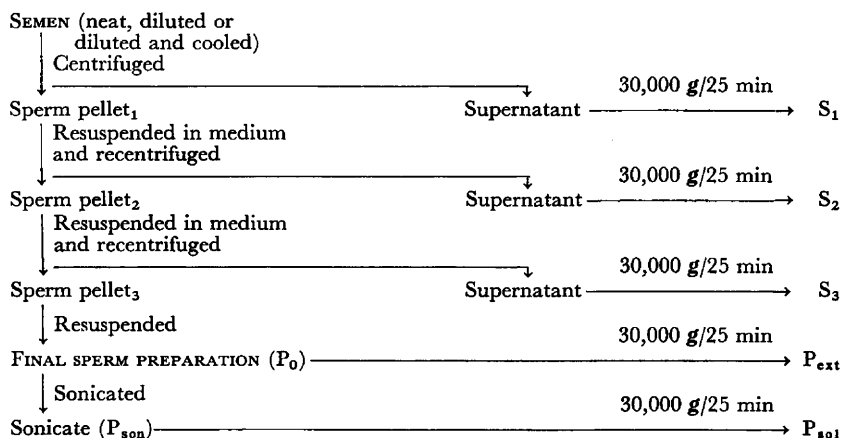 SEMEN (neat, diluted or
diluted and cooled)
Centrifuged
30,000 g/25 min
Sperm pellet₁ Supernatant S₁
Resuspended in medium
and recentrifuged
30,000 g/25 min
Sperm pellet₂ Supernatant S₂
Resuspended in medium
and recentrifuged
30,000 g/25 min
Sperm pellet₃ Supernatant S₃
Resuspended
30,000 g/25 min
FINAL SPERM PREPARATION (P₀) Pext
Sonicated
30,000 g/25 min
Sonicate (Pson) Psol